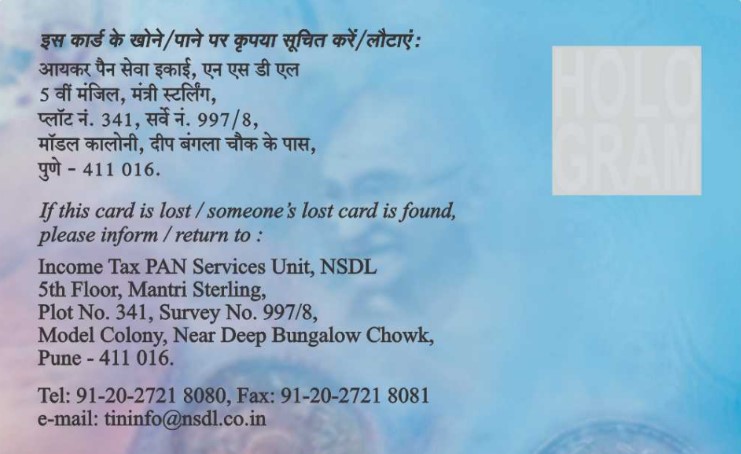 इस कार्ड के खोने/पाने पर कृपया सूचित करें/लौटाएं :
आयकर पैन सेवा इकाई, एन एस डी एल
5 वीं मंजिल, मंत्री स्टर्लिंग,
प्लॉट नं. 341, सर्वे नं. 997/8,
मॉडल कालोनी, दीप बंगला चौक के पास,
पुणे - 411 016.
HOLO
GRAM
If this card is lost / someone's lost card is found,
please inform / return to :
Income Tax PAN Services Unit, NSDL
5th Floor, Mantri Sterling,
Plot No. 341, Survey No. 997/8,
Model Colony, Near Deep Bungalow Chowk,
Pune - 411 016.
Tel: 91-20-2721 8080, Fax: 91-20-2721 8081
e-mail: tininfo@nsdl.co.in